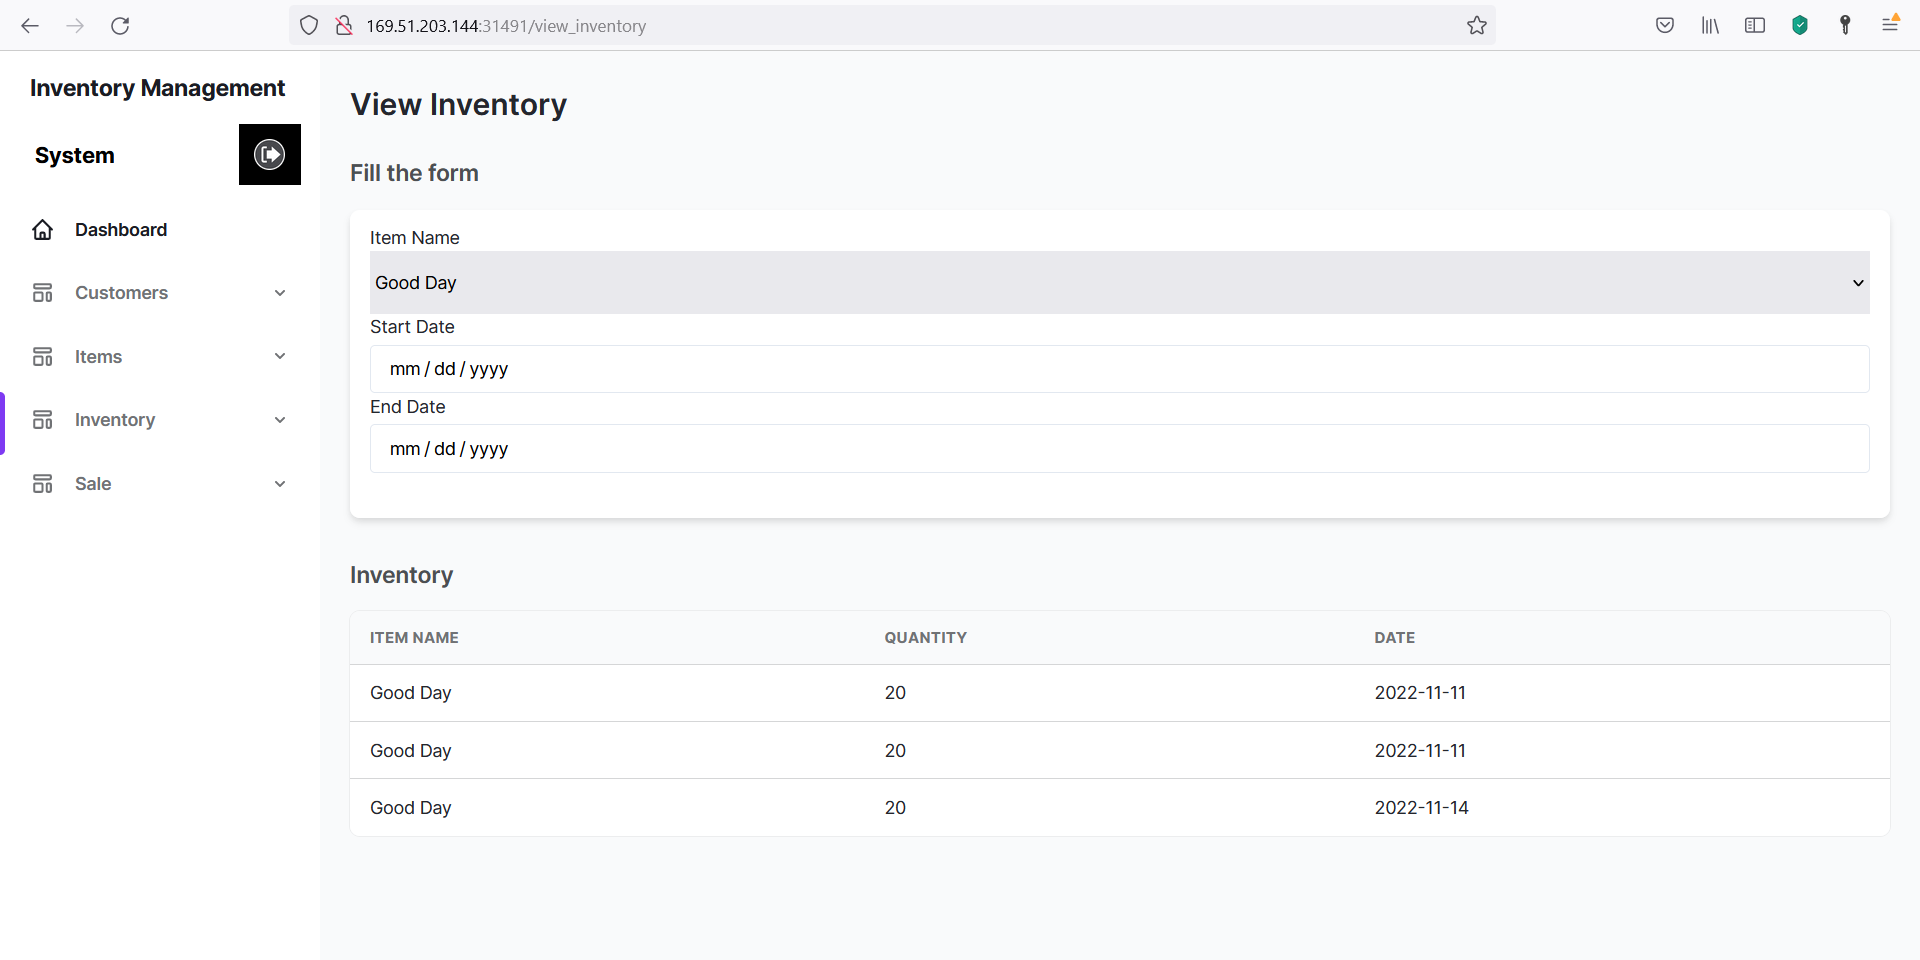 169.51.203.144:31491/view_inventory
Inventory Management
System
Dashboard
Customers
Items
Inventory
Sale
View Inventory
Fill the form
Item Name
Good Day
Start Date
mm / dd / yyyy
End Date
mm / dd / yyyy
Inventory
ITEM NAME QUANTITY DATE
Good Day 20 2022-11-11
Good Day 20 2022-11-11
Good Day 20 2022-11-14